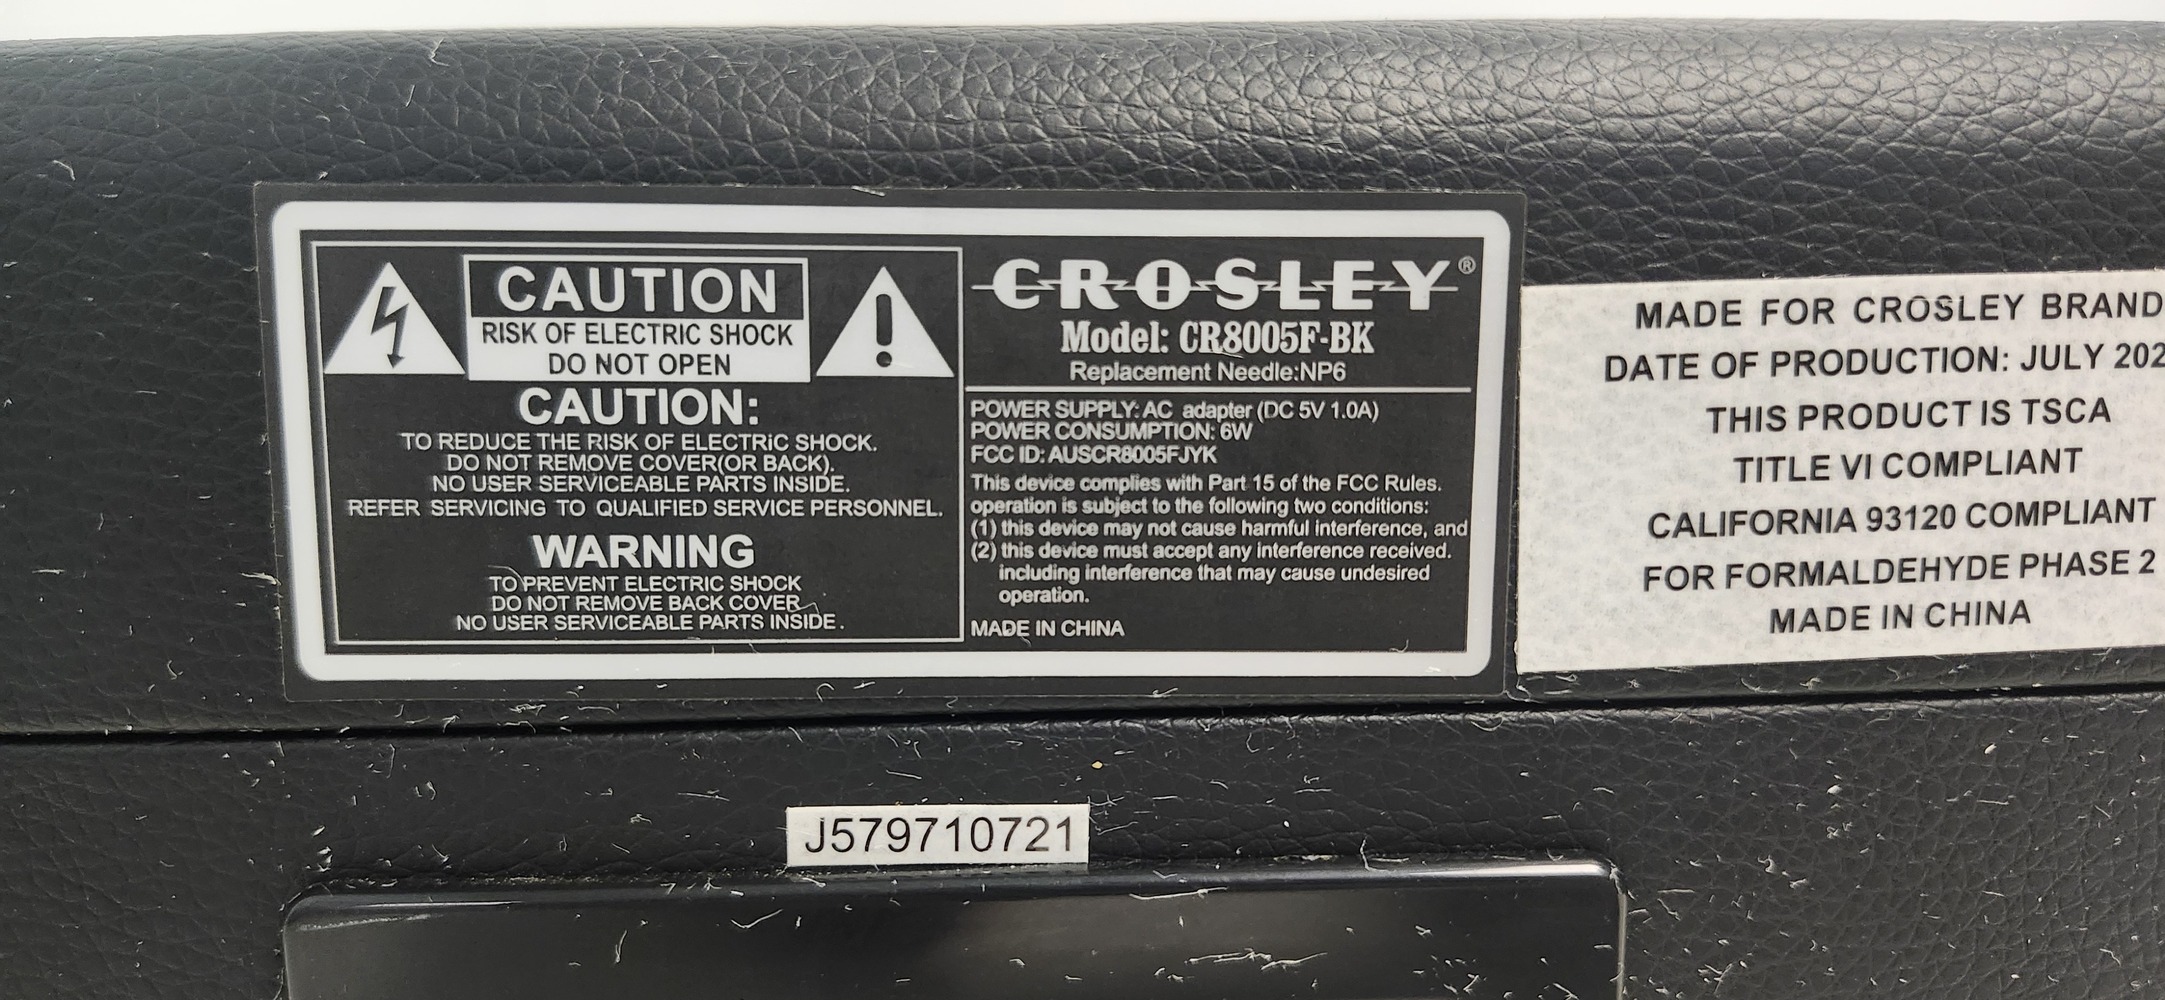 CAUTION
RISK OF ELECTRIC SHOCK
DO NOT OPEN
CAUTION:
TO REDUCE THE RISK OF ELECTRIC SHOCK.
DO NOT REMOVE COVER(OR BACK).
NO USER SERVICEABLE PARTS INSIDE.
REFER SERVICING TO QUALIFIED SERVICE PERSONNEL.
WARNING
TO PREVENT ELECTRIC SHOCK
DO NOT REMOVE BACK COVER
NO USER SERVICEABLE PARTS INSIDE.
CROSLEY®
Model: CR8005F-BK
Replacement Needle:NP6
POWER SUPPLY: AC adapter (DC 5V 1.0A)
POWER CONSUMPTION: 6W
FCC ID: AUSCR8005FJYK
This device complies with Part 15 of the FCC Rules.
operation is subject to the following two conditions:
(1) this device may not cause harmful interference, and
(2) this device must accept any interference received.
including interference that may cause undesired
operation.
MADE IN CHINA
MADE FOR CROSLEY BRAND
DATE OF PRODUCTION: JULY 202
THIS PRODUCT IS TSCA
TITLE VI COMPLIANT
CALIFORNIA 93120 COMPLIANT
FOR FORMALDEHYDE PHASE 2
MADE IN CHINA
J579710721